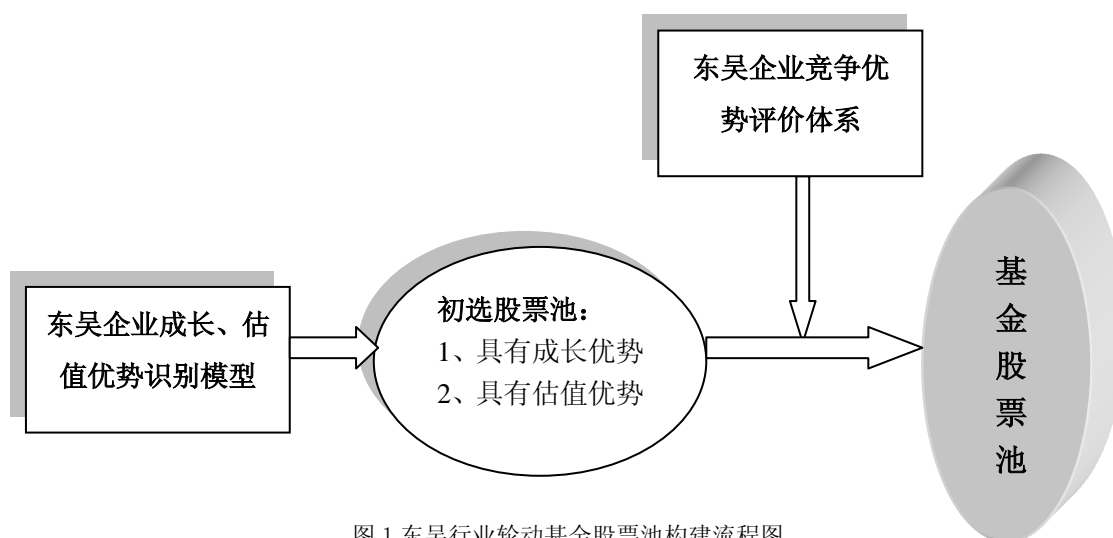 东吴企业竞争优
势评价体系
东吴企业成长、估
值优势识别模型
初选股票池：
1、具有成长优势
2、具有估值优势
基
金
股
票
池
图 1 东吴行业轮动基金股票池构建流程图